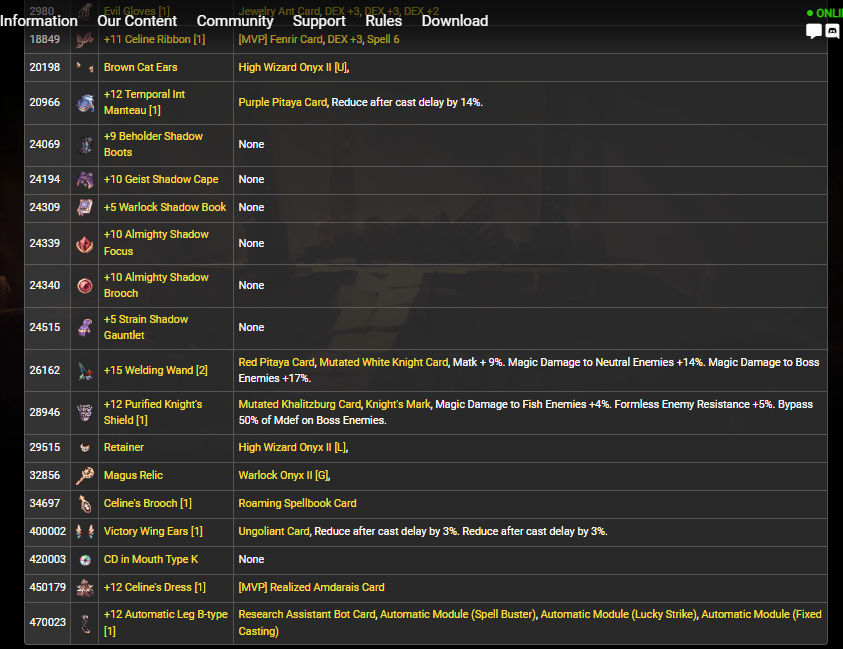 2980 Evil Gloves [1] Jewelry Ant Card, DEX +3, DEX +3, DEX +2
Information Our Content Community Support Rules Download
ONLI
18849 +11 Celine Ribbon [1] [MVP] Fenrir Card, DEX +3, Spell 6
20198 Brown Cat Ears High Wizard Onyx II [U],
20966 +12 Temporal Int
Manteau [1] Purple Pitaya Card, Reduce after cast delay by 14%.
24069 +9 Beholder Shadow
Boots None
24194 +10 Geist Shadow Cape None
24309 +5 Warlock Shadow Book None
24339 +10 Almighty Shadow
Focus None
24340 +10 Almighty Shadow
Brooch None
24515 +5 Strain Shadow
Gauntlet None
26162 +15 Welding Wand [2] Red Pitaya Card, Mutated White Knight Card, Matk + 9%. Magic Damage to Neutral Enemies +14%. Magic Damage to Boss
Enemies +17%.
28946 +12 Purified Knight's
Shield [1] Mutated Khalitzburg Card, Knight's Mark, Magic Damage to Fish Enemies +4%. Formless Enemy Resistance +5%. Bypass
50% of Mdef on Boss Enemies.
29515 Retainer High Wizard Onyx II [L],
32856 Magus Relic Warlock Onyx II [G],
34697 Celine's Brooch [1] Roaming Spellbook Card
400002 Victory Wing Ears [1] Ungoliant Card, Reduce after cast delay by 3%. Reduce after cast delay by 3%.
420003 CD in Mouth Type K None
450179 +12 Celine's Dress [1] [MVP] Realized Amdarais Card
470023 +12 Automatic Leg B-type
[1] Research Assistant Bot Card, Automatic Module (Spell Buster), Automatic Module (Lucky Strike), Automatic Module (Fixed
Casting)